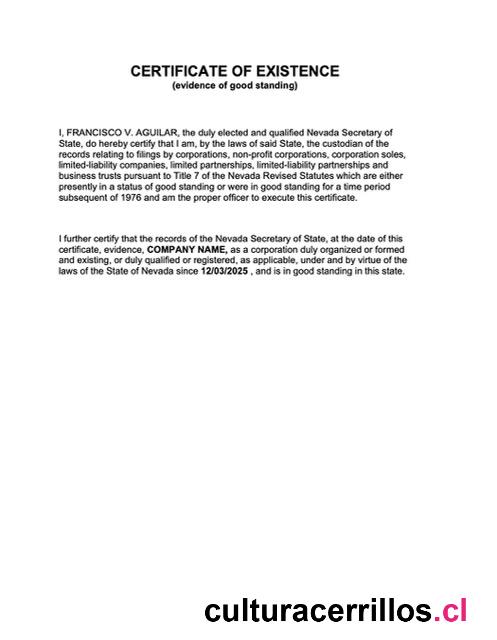 CERTIFICATE OF EXISTENCE
(evidence of good standing)
I, FRANCISCO V. AGUILAR, the duly elected and qualified Nevada Secretary of
State, do hereby certify that I am, by the laws of said State, the custodian of the
records relating to filings by corporations, non-profit corporations, corporation soles,
limited-liability companies, limited partnerships, limited-liability partnerships and
business trusts pursuant to Title 7 of the Nevada Revised Statutes which are either
presently in a status of good standing or were in good standing for a time period
subsequent of 1976 and am the proper officer to execute this certificate.
I further certify that the records of the Nevada Secretary of State, at the date of this
certificate, evidence, COMPANY NAME, as a corporation duly organized or formed
and existing, or duly qualified or registered, as applicable, under and by virtue of the
laws of the State of Nevada since 12/03/2025 , and is in good standing in this state.
culturacerrillos.cl